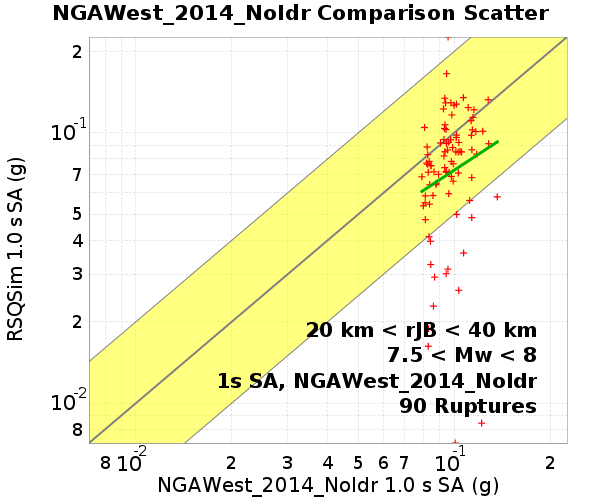 NGAWest_2014_NoIdr Comparison Scatter
2
10-1
7
5
4
3
2
10-2
8
RSQSim 1.0 s SA (g)
20 km < rJB < 40 km
7.5 < Mw < 8
1s SA, NGAWest_2014_NoIdr
90 Ruptures
8 10-2 2 3 4 5 6 7 10-1 2
NGAWest_2014_NoIdr 1.0 s SA (g)